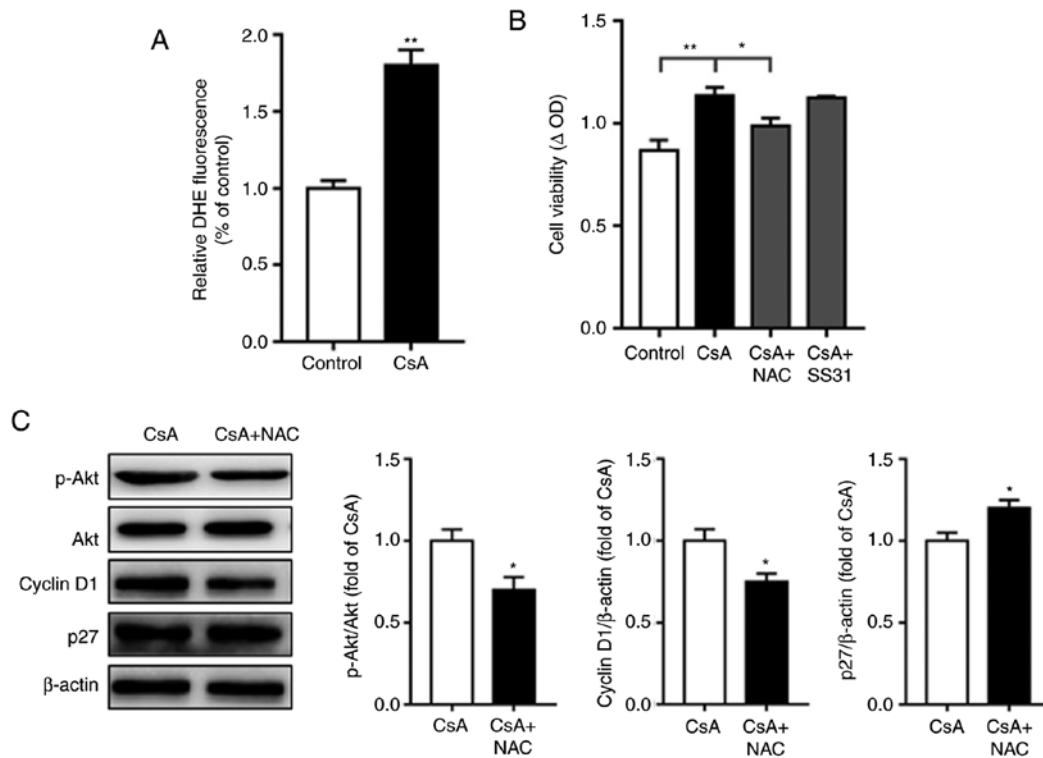 A
Relative DHE fluorescence
(% of control)
2.0
1.5
1.0
0.5
0.0
**
Control
CsA
B
Cell viability (Δ OD)
1.5
1.0
0.5
0.0
**
*
Control
CsA
CsA+
NAC
CsA+
SS31
C
CsA
CsA+NAC
p-Akt
Akt
Cyclin D1
p27
β-actin
p-Akt/Akt (fold of CsA)
1.5
1.0
0.5
0.0
*
CsA
CsA+
NAC
Cyclin D1/β-actin (fold of CsA)
1.5
1.0
0.5
0.0
*
CsA
CsA+
NAC
p27/β-actin (fold of CsA)
1.5
1.0
0.5
0.0
*
CsA
CsA+
NAC